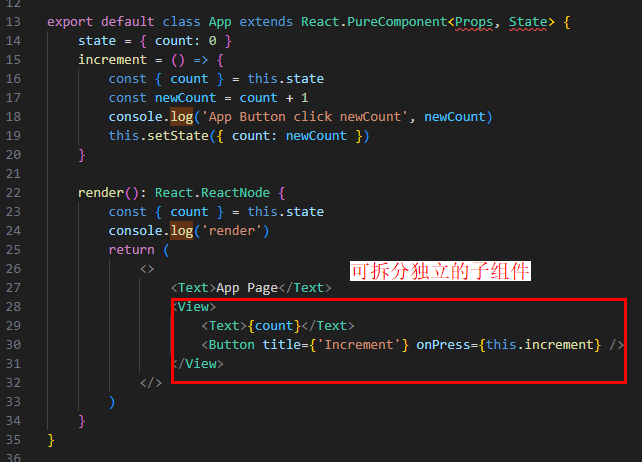 12
13 export default class App extends React.PureComponent<Props, State> {
14 state = { count: 0 }
15 increment = () => {
16 const { count } = this.state
17 const newCount = count + 1
18 console.log('App Button click newCount', newCount)
19 this.setState({ count: newCount })
20 }
21
22 render(): React.ReactNode {
23 const { count } = this.state
24 console.log('render')
25 return (
26 <>
可拆分独立的子组件
27 <Text>App Page</Text>
28 <View>
29 <Text>{count}</Text>
30 <Button title={'Increment'} onPress={this.increment} />
31 </View>
32 </>
33 )
34 }
35 }
36